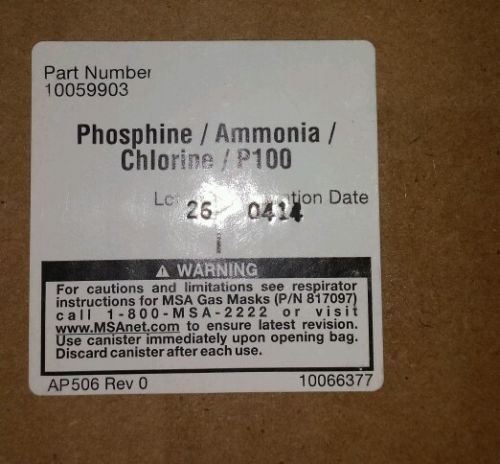 Part Number
10059903
Phosphine / Ammonia /
Chlorine / P100
Date
26 0414
⚠ WARNING
For cautions and limitations see respirator
instructions for MSA Gas Masks (P/N 817097)
call 1-800-MSA-2222 or visit
www.MSAnet.com to ensure latest revision.
Use canister immediately upon opening bag.
Discard canister after each use.
AP506 Rev 0 10066377